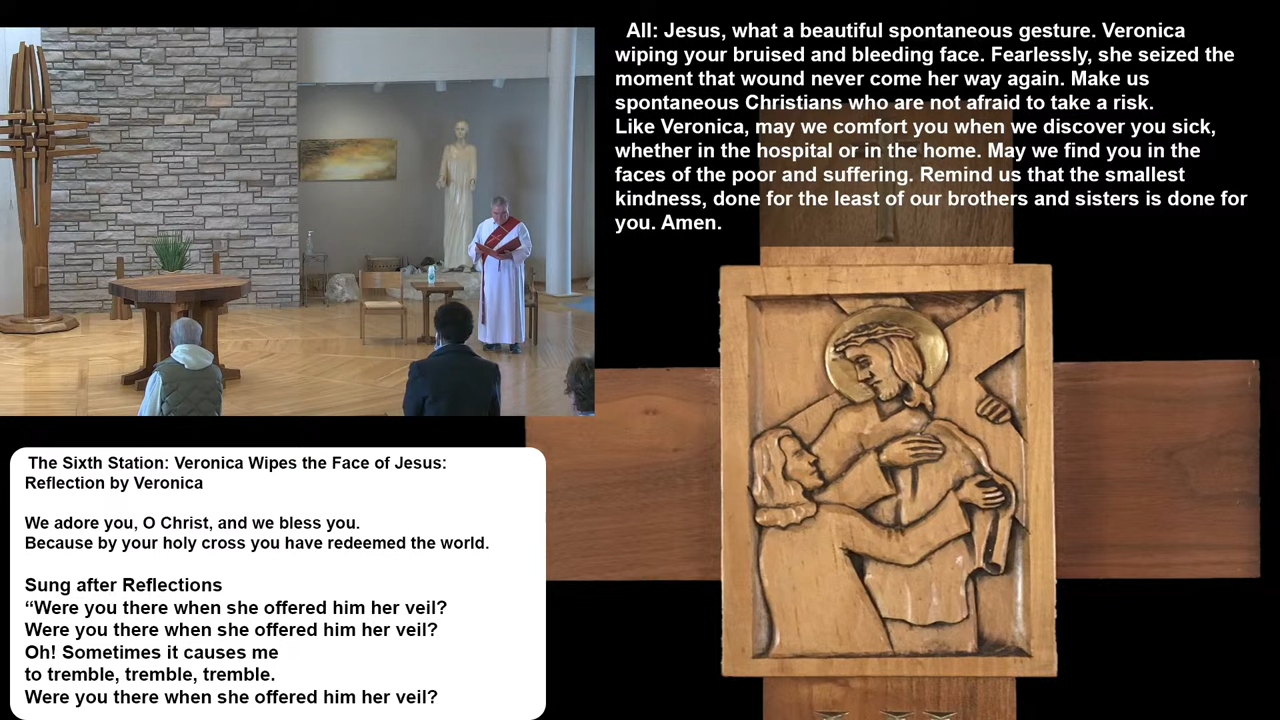 All: Jesus, what a beautiful spontaneous gesture. Veronica
wiping your bruised and bleeding face. Fearlessly, she seized the
moment that wound never come her way again. Make us
spontaneous Christians who are not afraid to take a risk.
Like Veronica, may we comfort you when we discover you sick,
whether in the hospital or in the home. May we find you in the
faces of the poor and suffering. Remind us that the smallest
kindness, done for the least of our brothers and sisters is done for
you. Amen.
The Sixth Station: Veronica Wipes the Face of Jesus:
Reflection by Veronica
We adore you, O Christ, and we bless you.
Because by your holy cross you have redeemed the world.
Sung after Reflections
“Were you there when she offered him her veil?
Were you there when she offered him her veil?
Oh! Sometimes it causes me
to tremble, tremble, tremble.
Were you there when she offered him her veil?